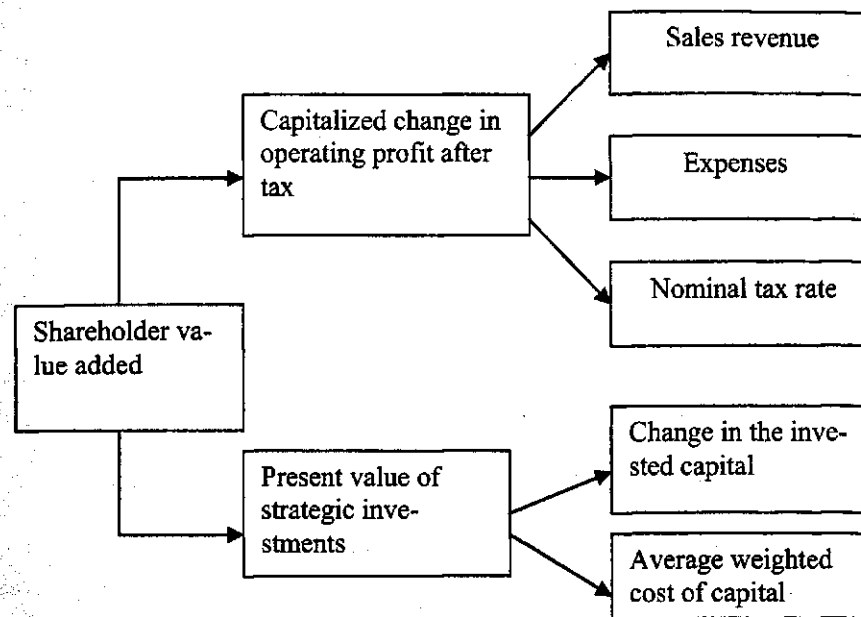 Sales revenue
Capitalized change in
operating profit after
tax
Expenses
Nominal tax rate
Shareholder va-
lue added
Change in the inve-
sted capital
Present value of
strategic inve-
stments
Average weighted
cost of capital